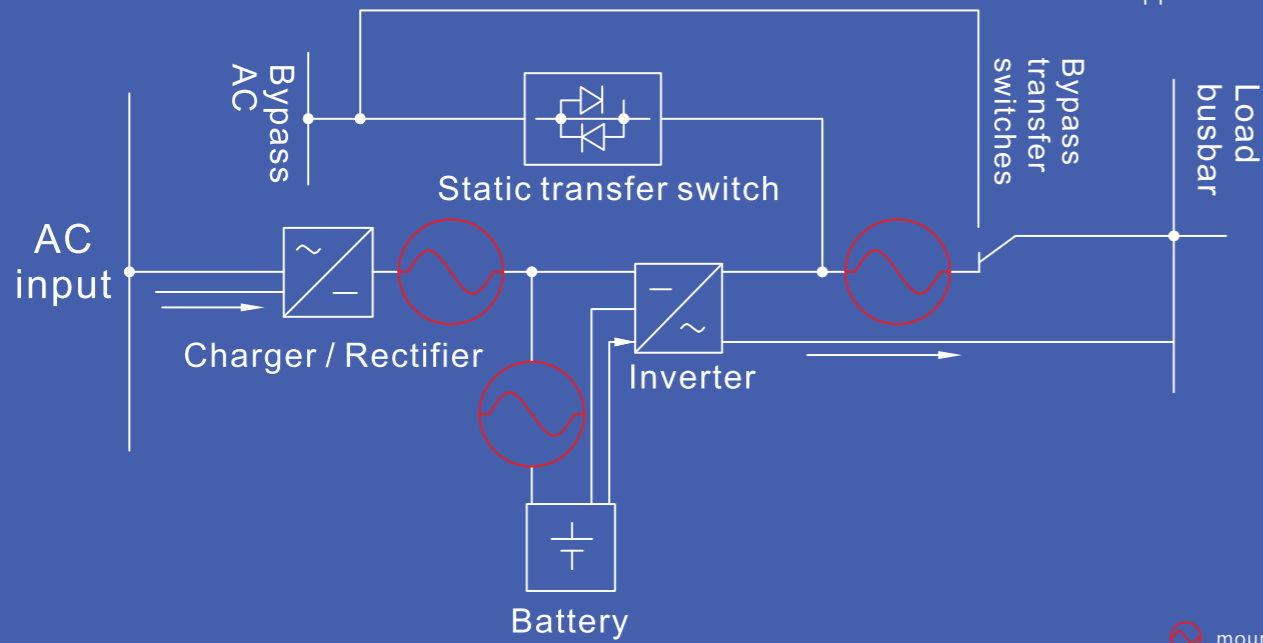 Bypass
AC
Bypass
transfer
switches
Load
busbar
Static transfer switch
AC
input
Charger / Rectifier
Inverter
Battery